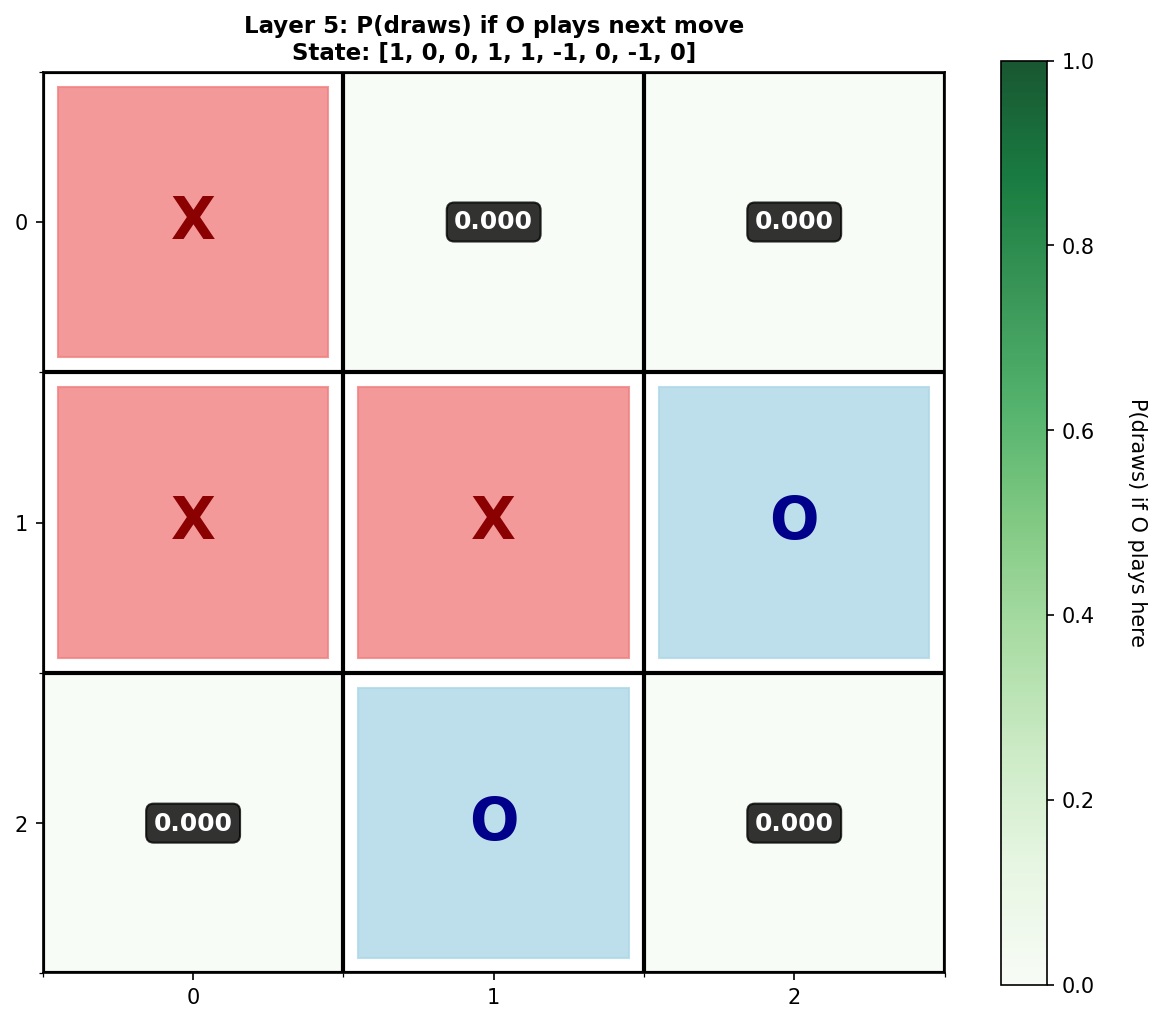 Layer 5: P(draws) if O plays next move
State: [1, 0, 0, 1, 1, -1, 0, -1, 0]
0
X
0.000
0.000
1
X
X
O
2
0.000
O
0.000
0
1
2
1.0
0.8
0.6
0.4
0.2
0.0
P(draws) if O plays here